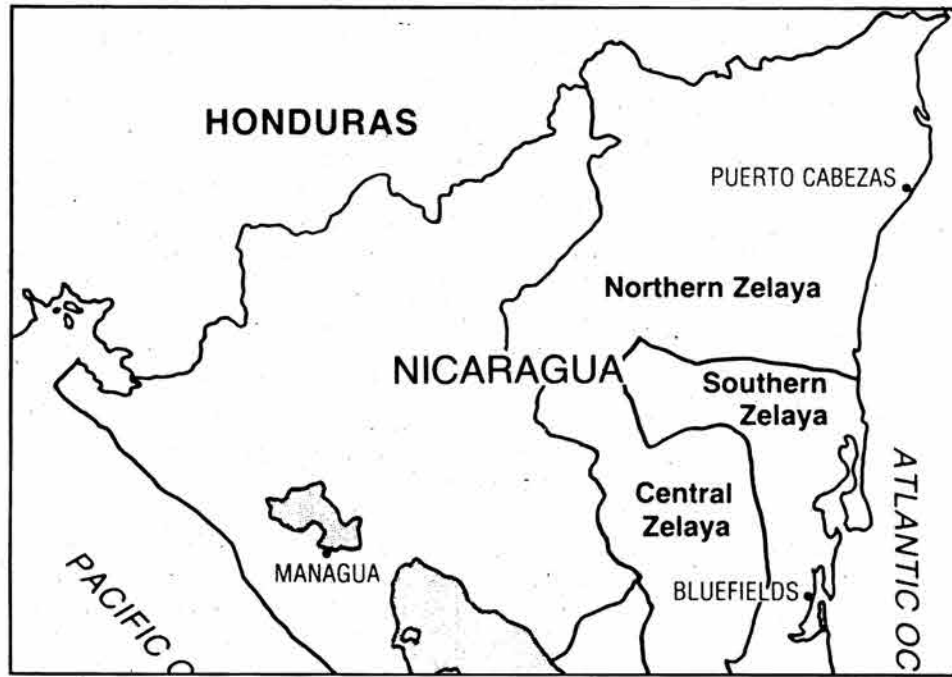 HONDURAS
PUERTO CABEZAS
Northern Zelaya
NICARAGUA
Southern
Zelaya
Central
Zelaya
MANAGUA
BLUEFIELDS
PACIFIC O
ATLANTIC OC